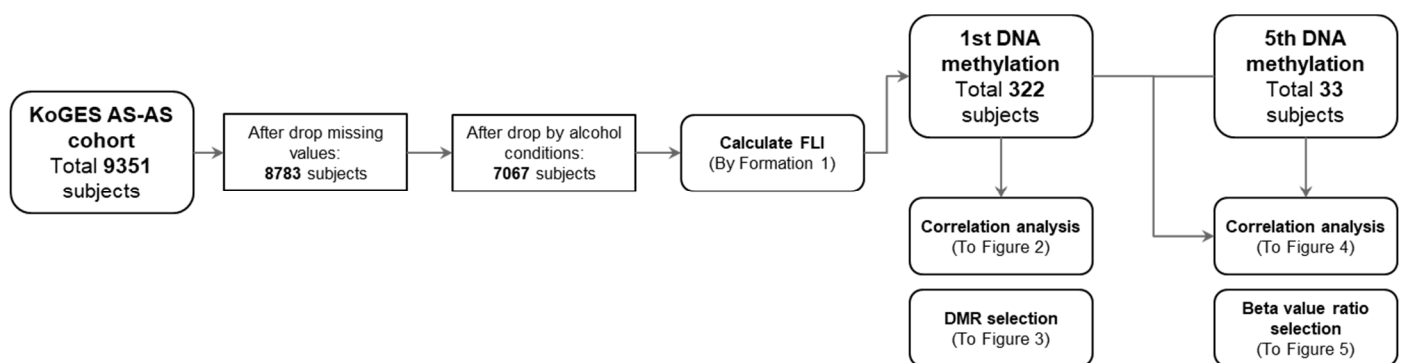 KoGES AS-AS
cohort
Total 9351
subjects
After drop missing
values:
8783 subjects
After drop by alcohol
conditions:
7067 subjects
Calculate FLI
(By Formation 1)
1st DNA
methylation
Total 322
subjects
5th DNA
methylation
Total 33
subjects
Correlation analysis
(To Figure 2)
Correlation analysis
(To Figure 4)
DMR selection
(To Figure 3)
Beta value ratio
selection
(To Figure 5)